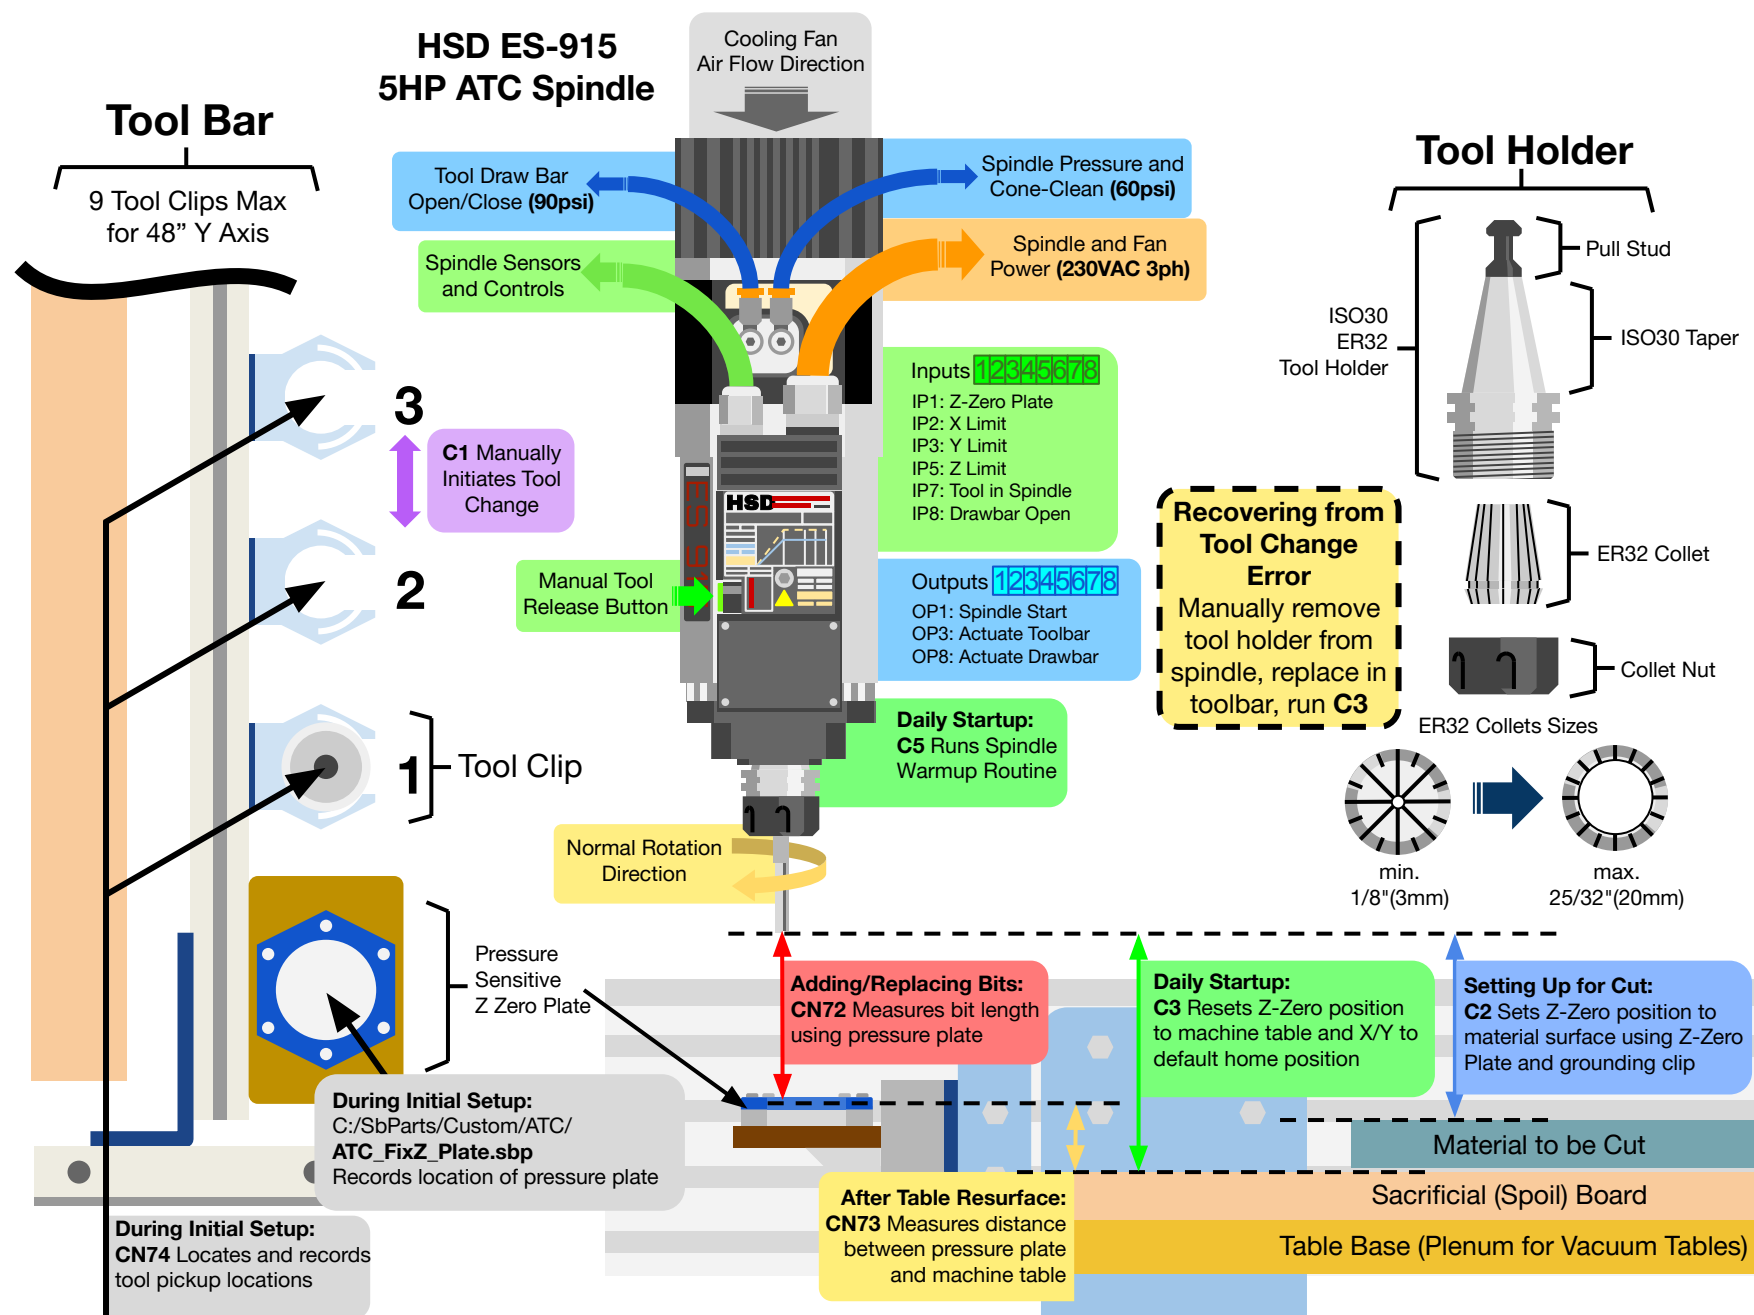 HSD ES-915
5HP ATC Spindle
Cooling Fan
Air Flow Direction
Tool Bar
9 Tool Clips Max
for 48” Y Axis
Tool Draw Bar
Open/Close (90psi)
Spindle Pressure and
Cone-Clean (60psi)
Spindle Sensors
and Controls
Spindle and Fan
Power (230VAC 3ph)
Tool Holder
Pull Stud
ISO30
ER32
Tool Holder
ISO30 Taper
3
C1 Manually
Initiates Tool
Change
2
Inputs 12345678
IP1: Z-Zero Plate
IP2: X Limit
IP3: Y Limit
IP5: Z Limit
IP7: Tool in Spindle
IP8: Drawbar Open
HSD
ES 91
Manual Tool
Release Button
Outputs 12345678
OP1: Spindle Start
OP3: Actuate Toolbar
OP8: Actuate Drawbar
Recovering from
Tool Change
Error
Manually remove
tool holder from
spindle, replace in
toolbar, run C3
ER32 Collet
Collet Nut
ER32 Collets Sizes
min.
1/8"(3mm)
max.
25/32"(20mm)
1
Tool Clip
Daily Startup:
C5 Runs Spindle
Warmup Routine
Normal Rotation
Direction
Pressure
Sensitive
Z Zero Plate
Adding/Replacing Bits:
CN72 Measures bit length
using pressure plate
Daily Startup:
C3 Resets Z-Zero position
to machine table and X/Y to
default home position
Setting Up for Cut:
C2 Sets Z-Zero position to
material surface using Z-Zero
Plate and grounding clip
During Initial Setup:
C:/SbParts/Custom/ATC/
ATC_FixZ_Plate.sbp
Records location of pressure plate
Material to be Cut
Sacrificial (Spoil) Board
Table Base (Plenum for Vacuum Tables)
After Table Resurface:
CN73 Measures distance
between pressure plate
and machine table
During Initial Setup:
CN74 Locates and records
tool pickup locations